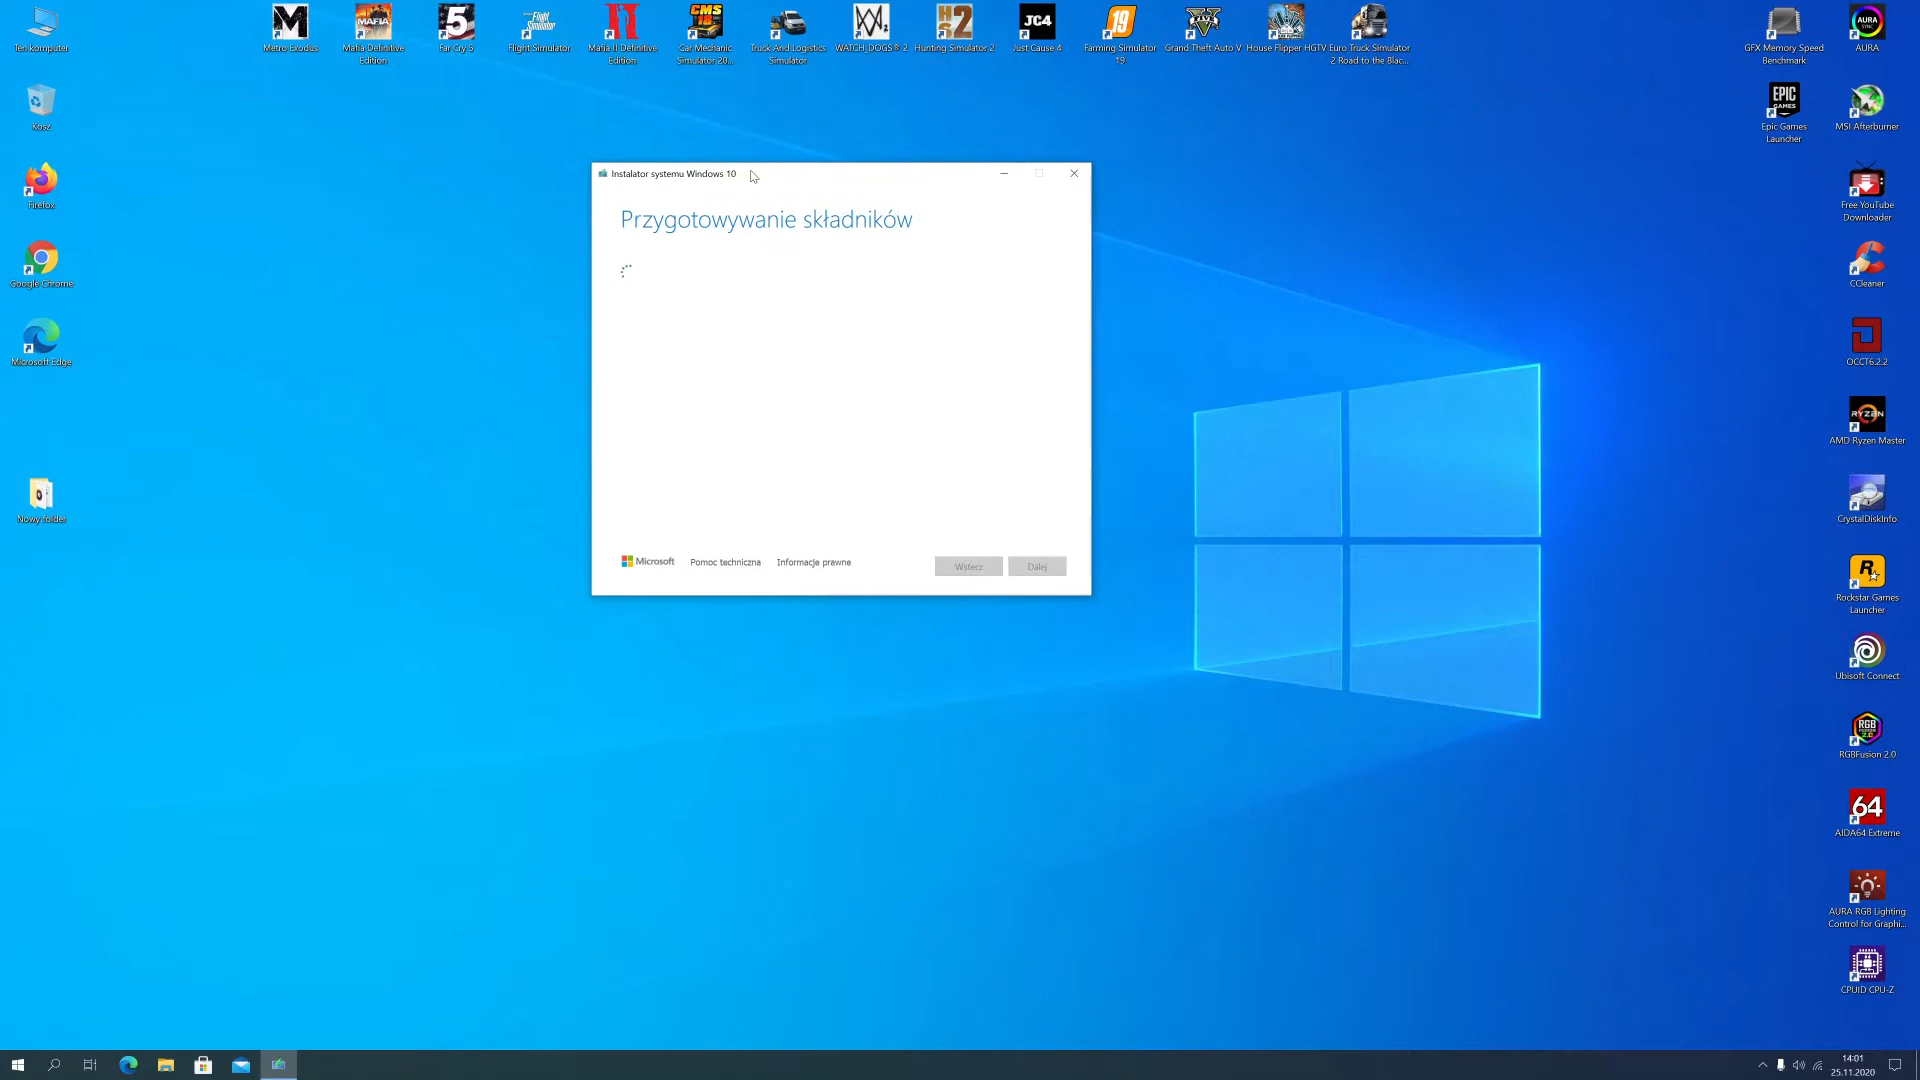 Ten komputer
Metro Exodus
Mafia Definitive
Edition
Far Cry 5
Flight Simulator
Mafia II Definitive
Edition
Car Mechanic
Simulator 20...
Truck And Logistics
Simulator
WATCH_DOGS® 2
Hunting Simulator 2
Just Cause 4
Farming Simulator
19
Grand Theft Auto V
House Flipper HGTV
Euro Truck Simulator
2 Road to the Blac...
GFX Memory Speed
Benchmark
AURA
Kosz
Epic Games
Launcher
MSI Afterburner
Firefox
Free YouTube
Downloader
Google Chrome
CCleaner
Microsoft Edge
OCCT6.2.2
AMD Ryzen Master
Nowy folder
CrystalDiskInfo
Rockstar Games
Launcher
Ubisoft Connect
RGBFusion 2.0
AIDA64 Extreme
AURA RGB Lighting
Control for Graphi...
CPUID CPU-Z
Instalator systemu Windows 10
Przygotowywanie składników
Microsoft
Pomoc techniczna
Informacje prawne
Wstecz
Dalej
14:01
25.11.2020